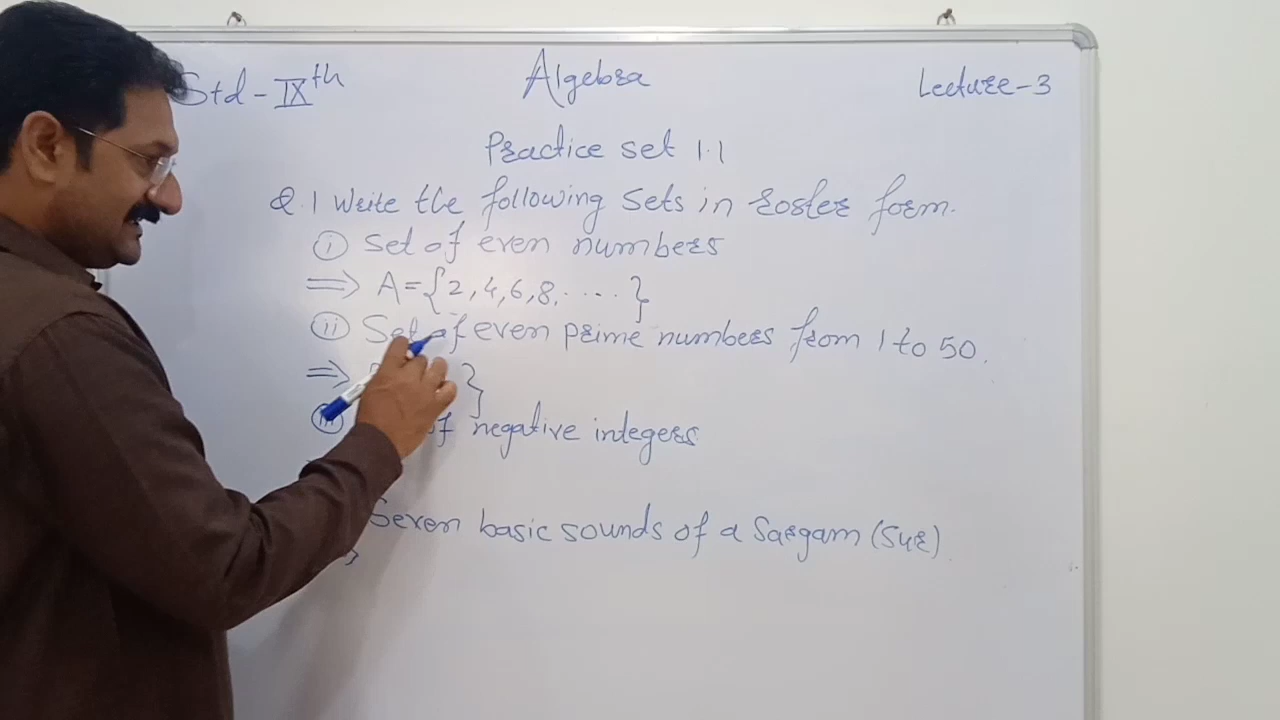 Std - IXth Algebra Lecture-3
Practice set 1.1
Q.1 Write the following sets in roster form.
(i) Set of even numbers
⇒ A = {2, 4, 6, 8, ..... }
(ii) Set of even prime numbers from 1 to 50.
⇒ }
(iii) of negative integers
Seven basic sounds of a Sargam (Sur)